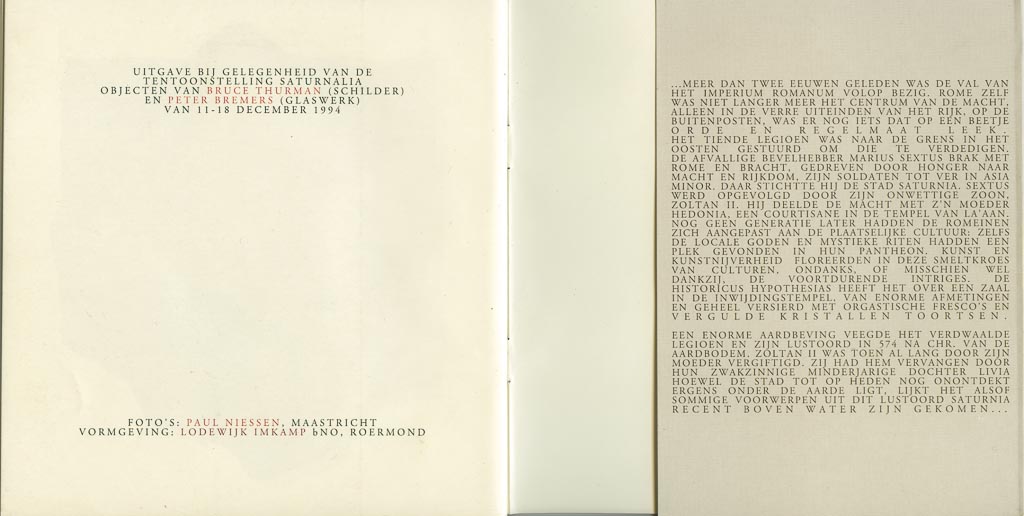 UITGAVE BIJ GELEGENHEID VAN DE
TENTOONSTELLING SATURNALIA
OBJECTEN VAN BRUCE THURMAN (SCHILDER)
EN PETER BREMERS (GLASWERK)
VAN 11-18 DECEMBER 1994
FOTO'S: PAUL NIESSEN, MAASTRICHT
VORMGEVING: LODEWIJK IMKAMP bNO, ROERMOND
...MEER DAN TWEE EEUWEN GELEDEN WAS DE VAL VAN
HET IMPERIUM ROMANUM VOLOP BEZIG. ROME ZELF
WAS NIET LANGER MEER HET CENTRUM VAN DE MACHT,
ALLEEN IN DE VERRE UITEINDEN VAN HET RIJK, OP DE
BUITENPOSTEN, WAS ER NOG IETS DAT OP EEN BEETJE
ORDE EN REGELMAAT LEEK.
HET TIENDE LEGIOEN WAS NAAR DE GRENS IN HET
OOSTEN GESTUURD OM DIE TE VERDEDIGEN.
DE AFVALLIGE BEVELHEBBER MARIUS SEXTUS BRAK MET
ROME EN BRACHT, GEDREVEN DOOR HONGER NAAR
MACHT EN RIJKDOM, ZIJN SOLDATEN TOT VER IN ASIA
MINOR. DAAR STICHTTE HIJ DE STAD SATURNIA. SEXTUS
WERD OPGEVOLGD DOOR ZIJN ONWETTIGE ZOON,
ZOLTAN II. HIJ DEELDE DE MACHT MET Z'N MOEDER
HEDONIA, EEN COURTISANE IN DE TEMPEL VAN LA'AAN.
NOG GEEN GENERATIE LATER HADDEN DE ROMEINEN
ZICH AANGEPAST AAN DE PLAATSELIJKE CULTUUR: ZELFS
DE LOCALE GODEN EN MYSTIEKE RITEN HADDEN EEN
PLEK GEVONDEN IN HUN PANTHEON. KUNST EN
KUNSTNIJVERHEID FLOREERDEN IN DEZE SMELTKROES
VAN CULTUREN, ONDANKS, OF MISSCHIEN WEL
DANKZIJ, DE VOORTDURENDE INTRIGES. DE
HISTORICUS HYPOTHESIAS HEEFT HET OVER EEN ZAAL
IN DE INWIJDINGSTEMPEL, VAN ENORME AFMETINGEN
EN GEHEEL VERSIERD MET ORGASTISCHE FRESCO'S EN
VERGULDE KRISTALLEN TOORTSEN.
EEN ENORME AARDBEVING VEEGDE HET VERDWAALDE
LEGIOEN EN ZIJN LUSTOORD IN 574 NA CHR. VAN DE
AARDBODEM. ZOLTAN II WAS TOEN AL LANG DOOR ZIJN
MOEDER VERGIFTIGD. ZIJ HAD HEM VERVANGEN DOOR
HUN ZWAKZINNIGE MINDERJARIGE DOCHTER LIVIA
HOEWEL DE STAD TOT OP HEDEN NOG ONONTDEKT
ERGENS ONDER DE AARDE LIGT, LIJKT HET ALSOF
SOMMIGE VOORWERPEN UIT DIT LUSTOORD SATURNIA
RECENT BOVEN WATER ZIJN GEKOMEN...